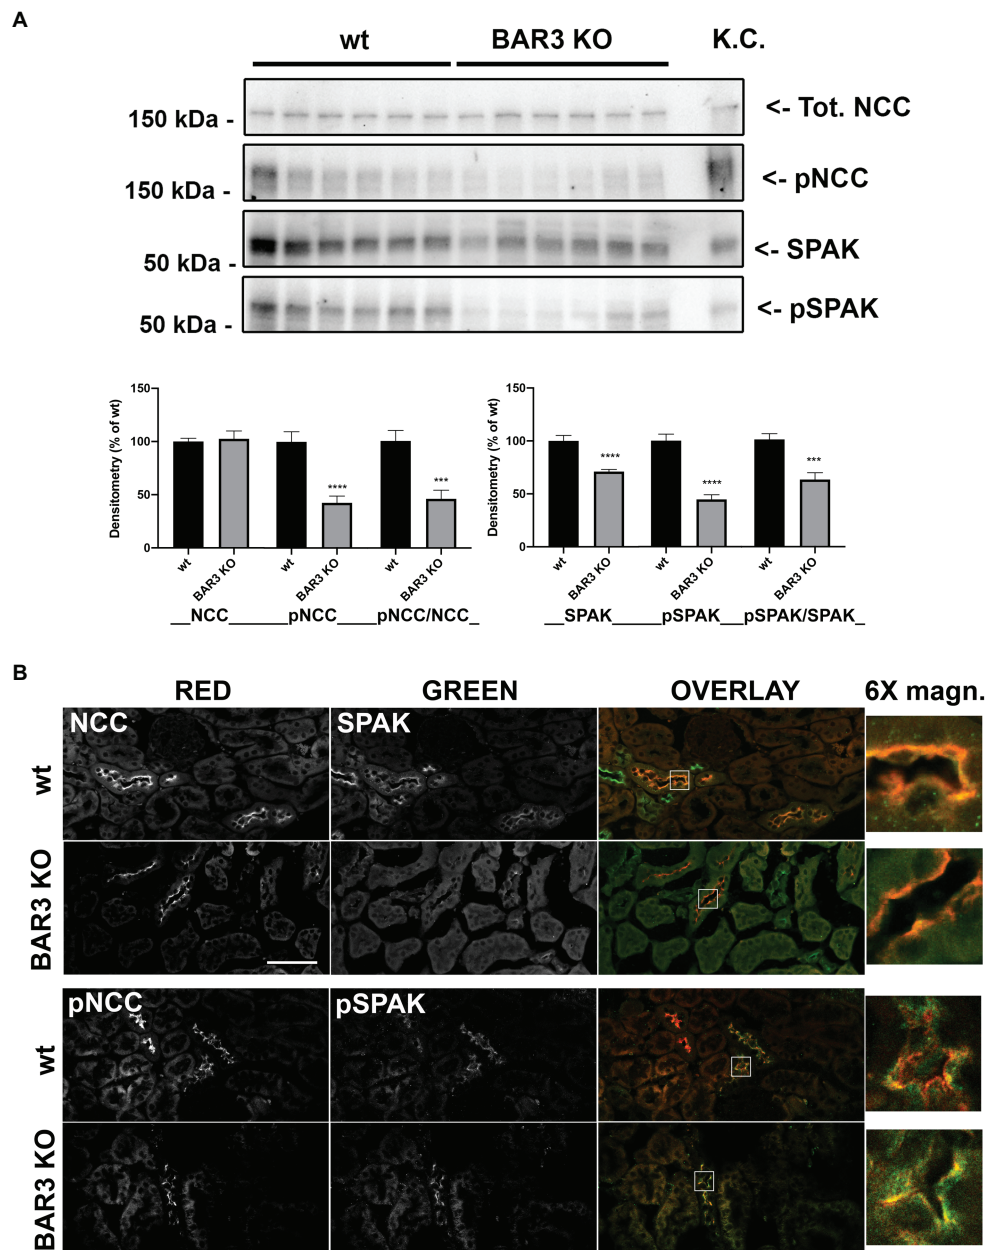 A
wt BAR3 KO K.C.
150 kDa - <- Tot. NCC
150 kDa - <- pNCC
50 kDa - <- SPAK
50 kDa - <- pSPAK
Densitometry (% of wt)
150
100
50
0
wt BAR3 KO wt BAR3 KO wt BAR3 KO
**** ***
__NCC______pNCC____pNCC/NCC_
Densitometry (% of wt)
150
100
50
0
**** **** ***
wt BAR3 KO wt BAR3 KO wt BAR3 KO
__SPAK_____pSPAK__pSPAK/SPAK_
B
RED GREEN OVERLAY 6X magn.
wt NCC SPAK
BAR3 KO
wt pNCC pSPAK
BAR3 KO